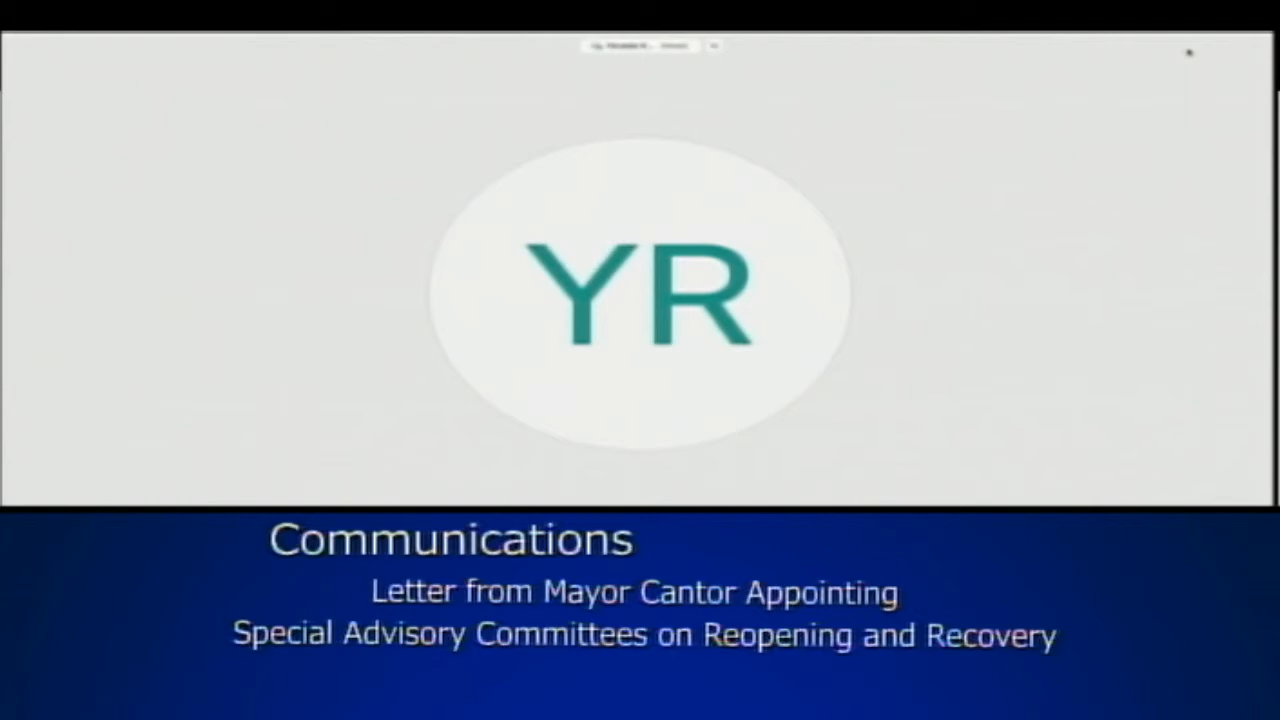 YR
Communications
Letter from Mayor Cantor Appointing
Special Advisory Committees on Reopening and Recovery